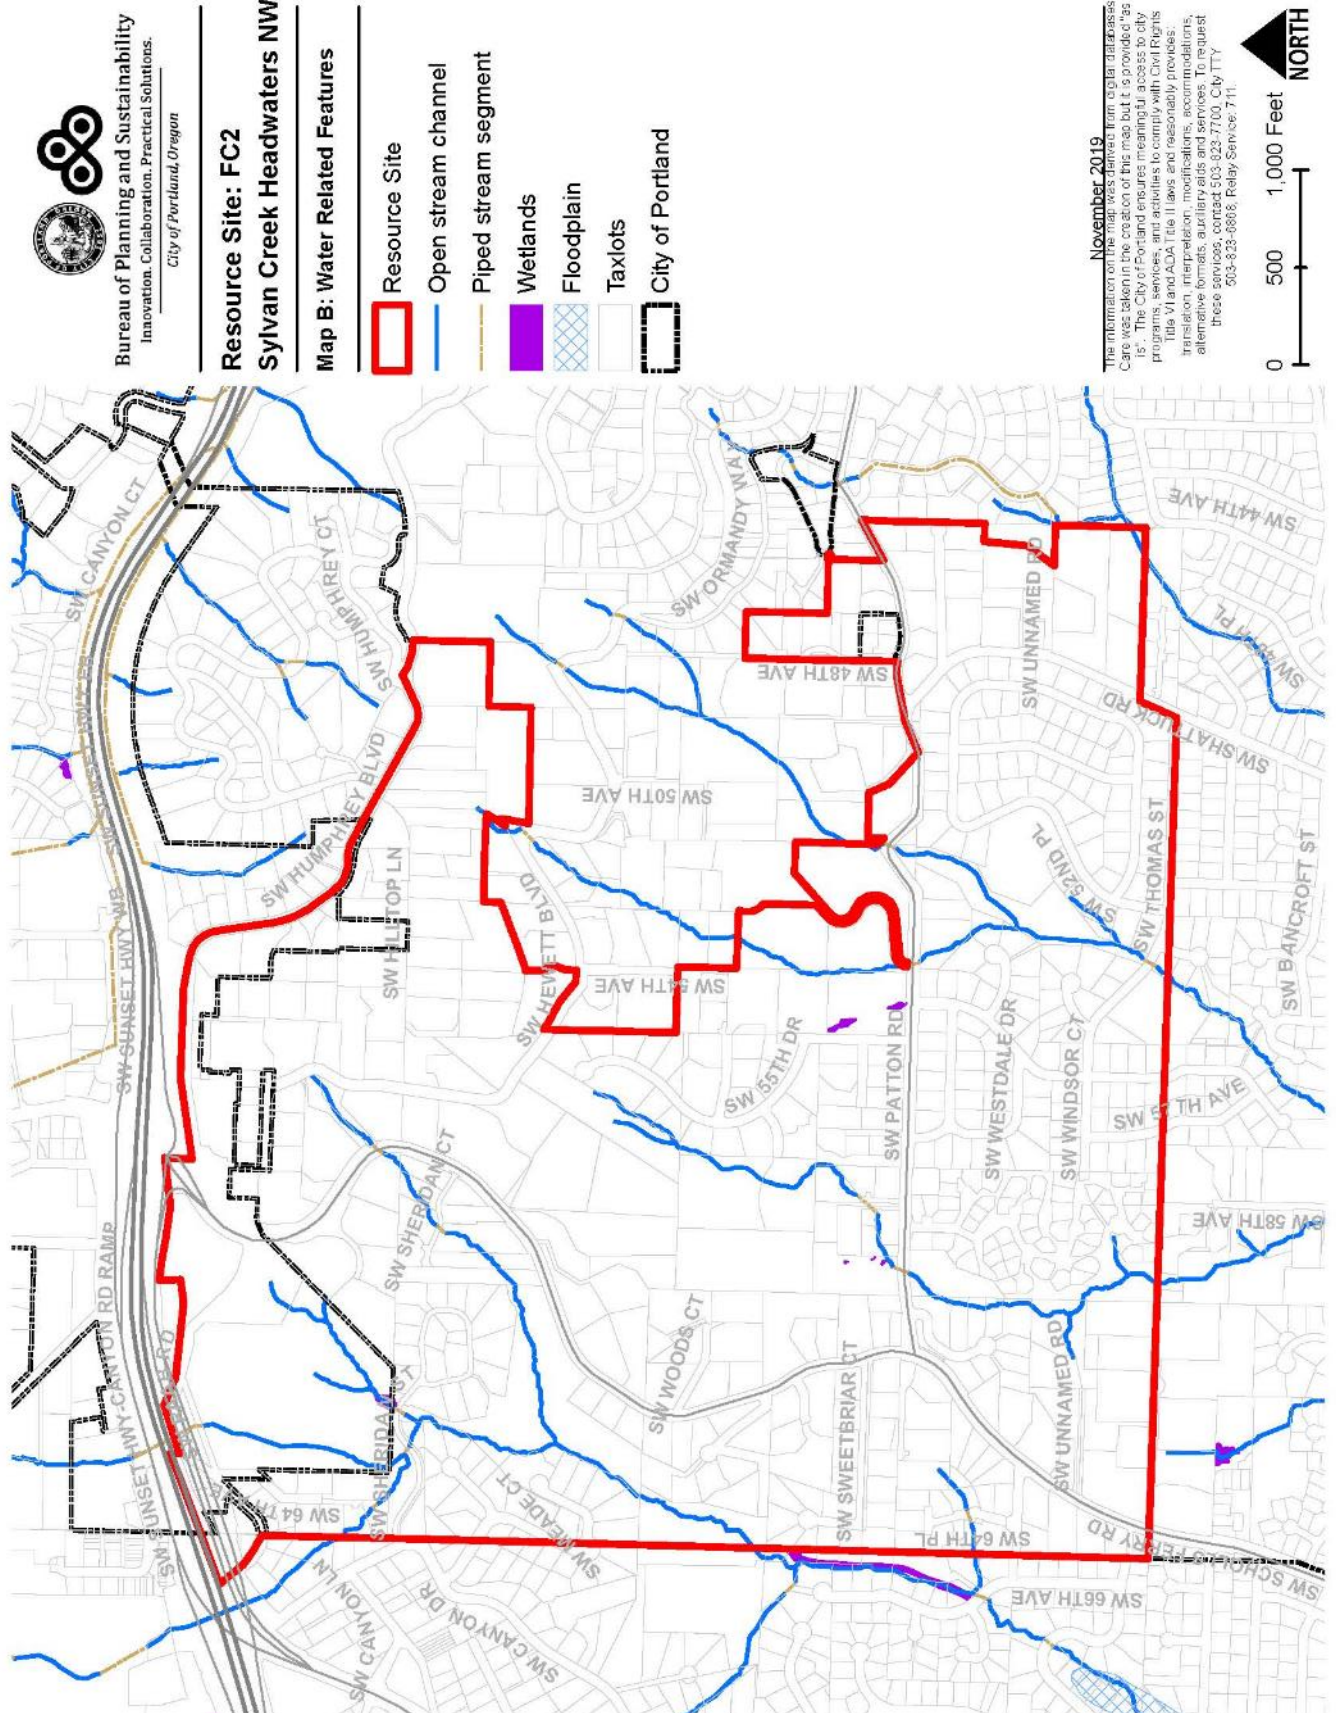 Bureau of Planning and Sustainability
Innovation. Collaboration. Practical Solutions.
City of Portland, Oregon
Resource Site: FC2
Sylvan Creek Headwaters NW
Map B: Water Related Features
Resource Site
Open stream channel
Piped stream segment
Wetlands
Floodplain
Taxlots
City of Portland
November 2019
The information on the map was derived from digital databases
Care was taken in the creation of this map but it is provided "as
is". The City of Portland ensures meaningful access to city
programs, services, and activities to comply with Civil Rights
Title VI and ADA Title II laws and reasonably provides:
translation, interpretation, modifications, accommodations,
alternative formats, auxiliary aids and services. To request
these services, contact 503-823-7700, City TTY
503-823-6868, Relay Service: 711.
0 500 1,000 Feet
NORTH
SW CANYON CT
SW HUMPHREY CT
SW HUMPHREY BLVD
SW SUNSET HWY WB
SW HILLTOP LN
SW HEWETT BLVD
SW 50TH AVE
SW 54TH AVE
SW 48TH AVE
SW ORMANDY WA
SW UNNAMED RD
SW 44TH AVE
SW SHATTUCK RD
SW 52ND PL
SW THOMAS ST
SW BANCROFT ST
SW 55TH DR
SW PATTON RD
SW WESTDALE DR
SW WINDSOR CT
SW 57TH AVE
SW 58TH AVE
SW SHERIDAN CT
SW WOODS CT
SW SWEETBRIAR CT
SW UNNAMED RD
SW SUNSET HWY-CANYON RD RAMP
SW SHERIDAN ST
SW 64TH
SW MEADE CT
SW CANYON LN
SW CANYON DR
SW 64TH PL
SW 66TH AVE
SW SCHOLLS FERRY RD
SW SCHOLLS